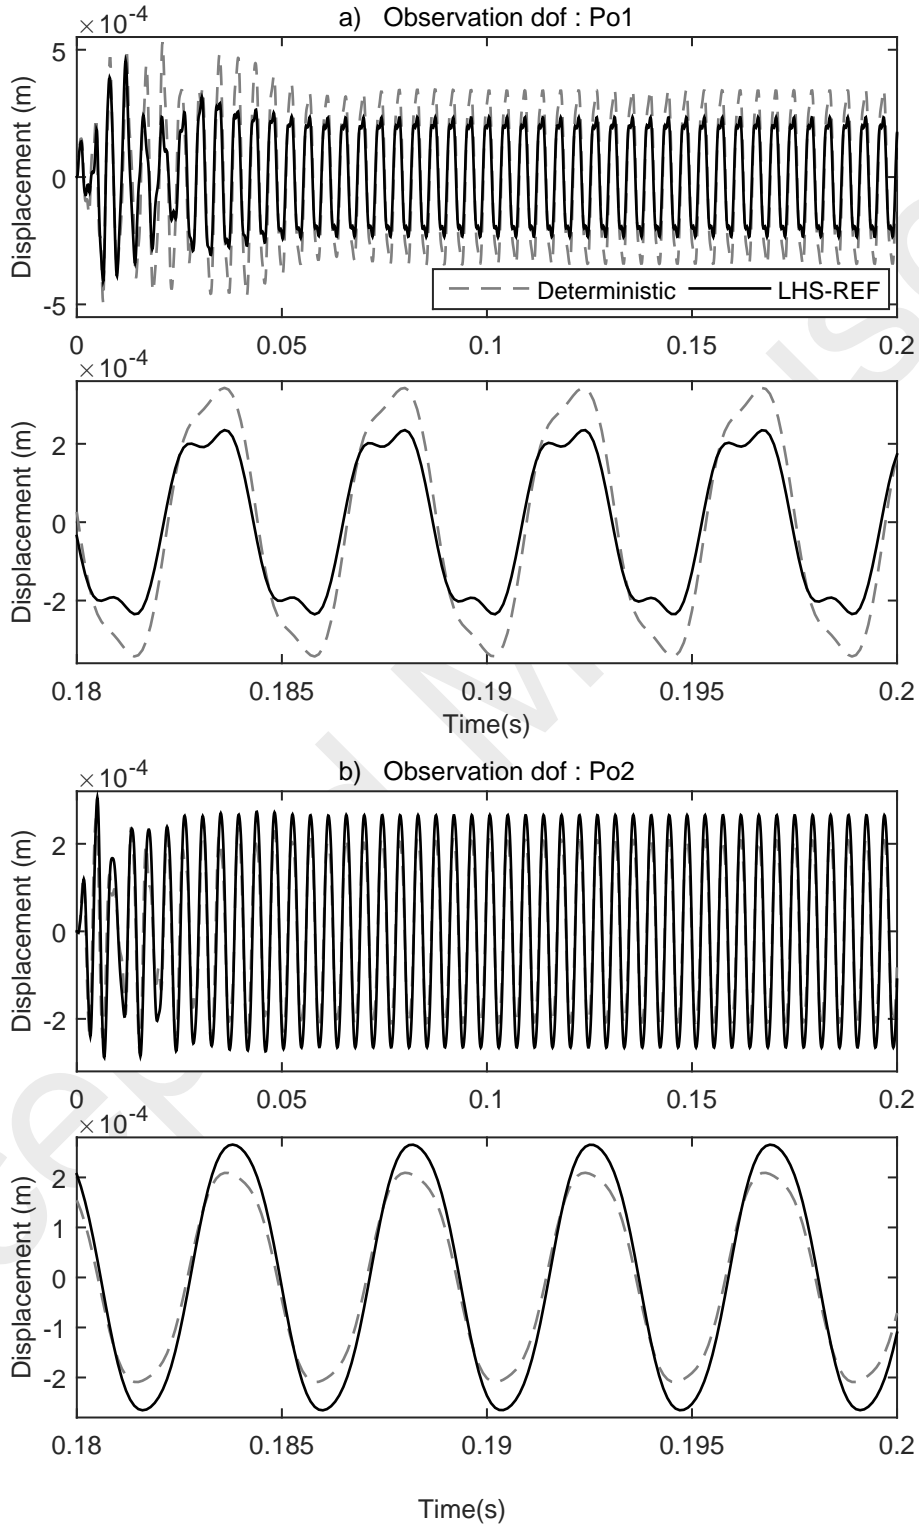 a) Observation dof : Po1
×10-4
5
0
-5
Displacement (m)
Deterministic
LHS-REF
0 0.05 0.1 0.15 0.2
×10-4
2
0
-2
Displacement (m)
0.18 0.185 0.19 0.195 0.2
Time(s)
b) Observation dof : Po2
×10-4
2
0
-2
Displacement (m)
0 0.05 0.1 0.15 0.2
×10-4
2
1
0
-1
-2
Displacement (m)
0.18 0.185 0.19 0.195 0.2
Time(s)